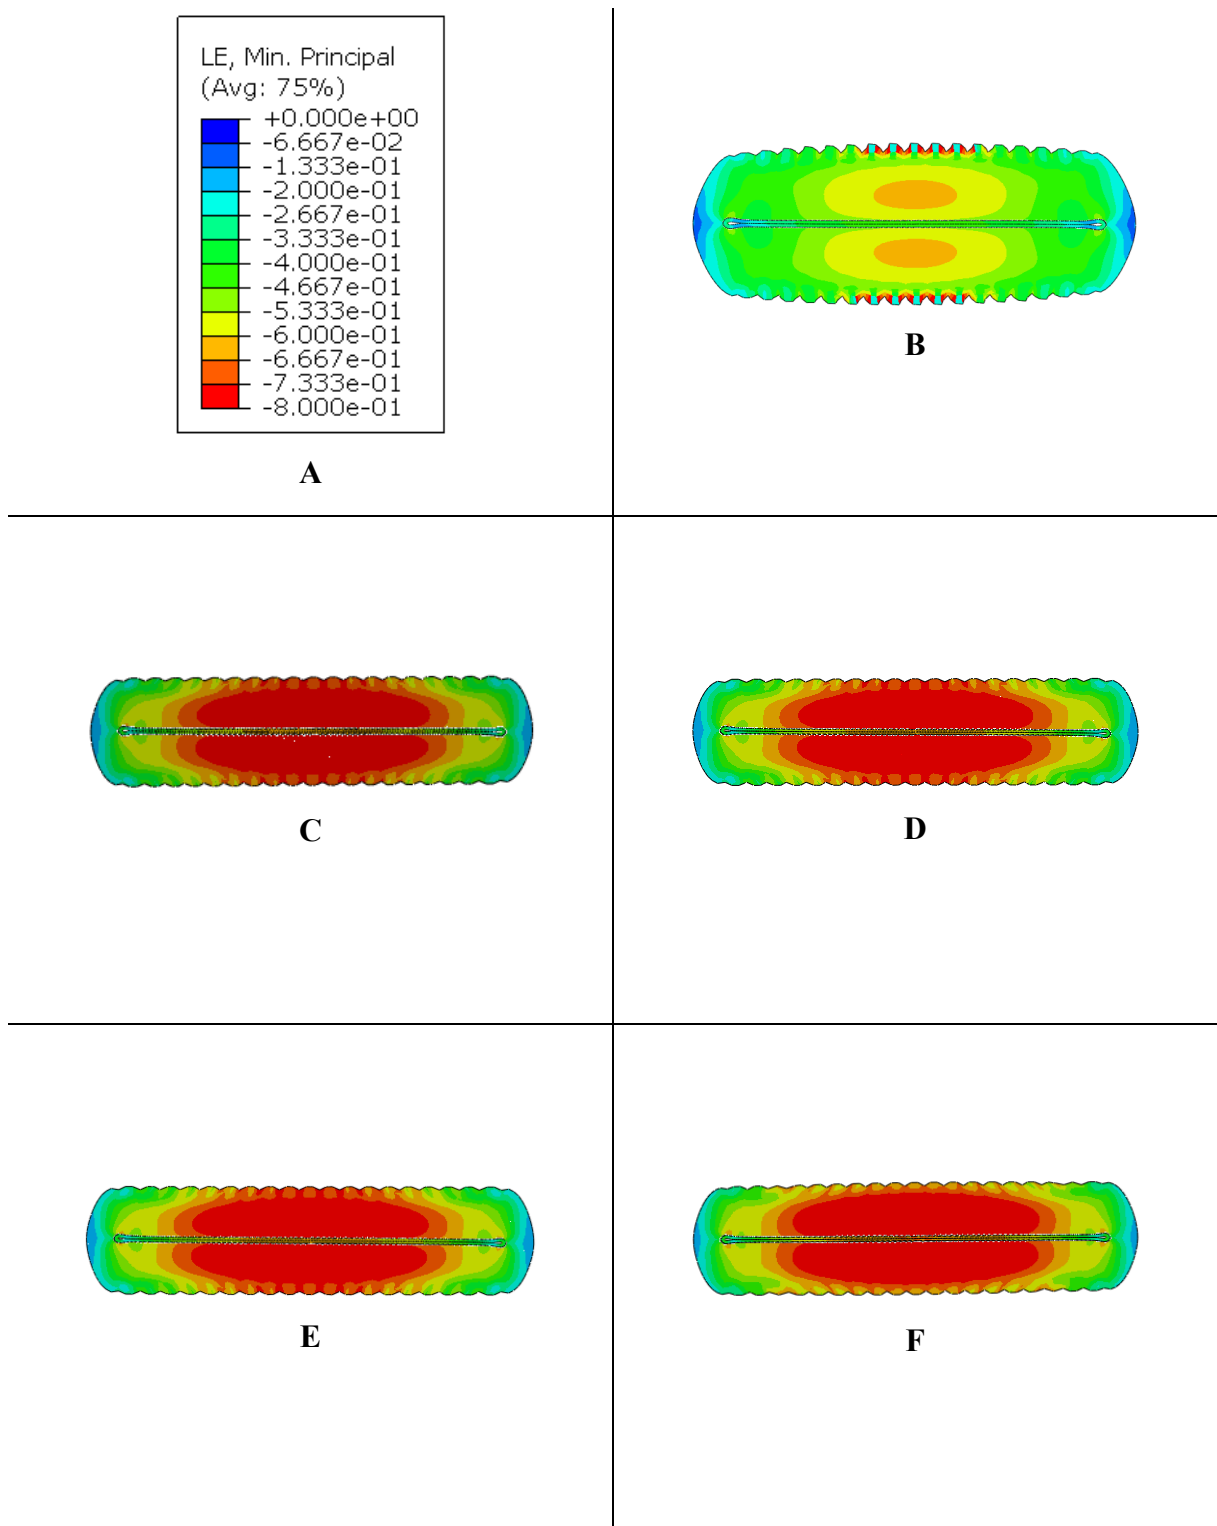 LE, Min. Principal
(Avg: 75%)
+0.000e+00
-6.667e-02
-1.333e-01
-2.000e-01
-2.667e-01
-3.333e-01
-4.000e-01
-4.667e-01
-5.333e-01
-6.000e-01
-6.667e-01
-7.333e-01
-8.000e-01
A
B
C
D
E
F